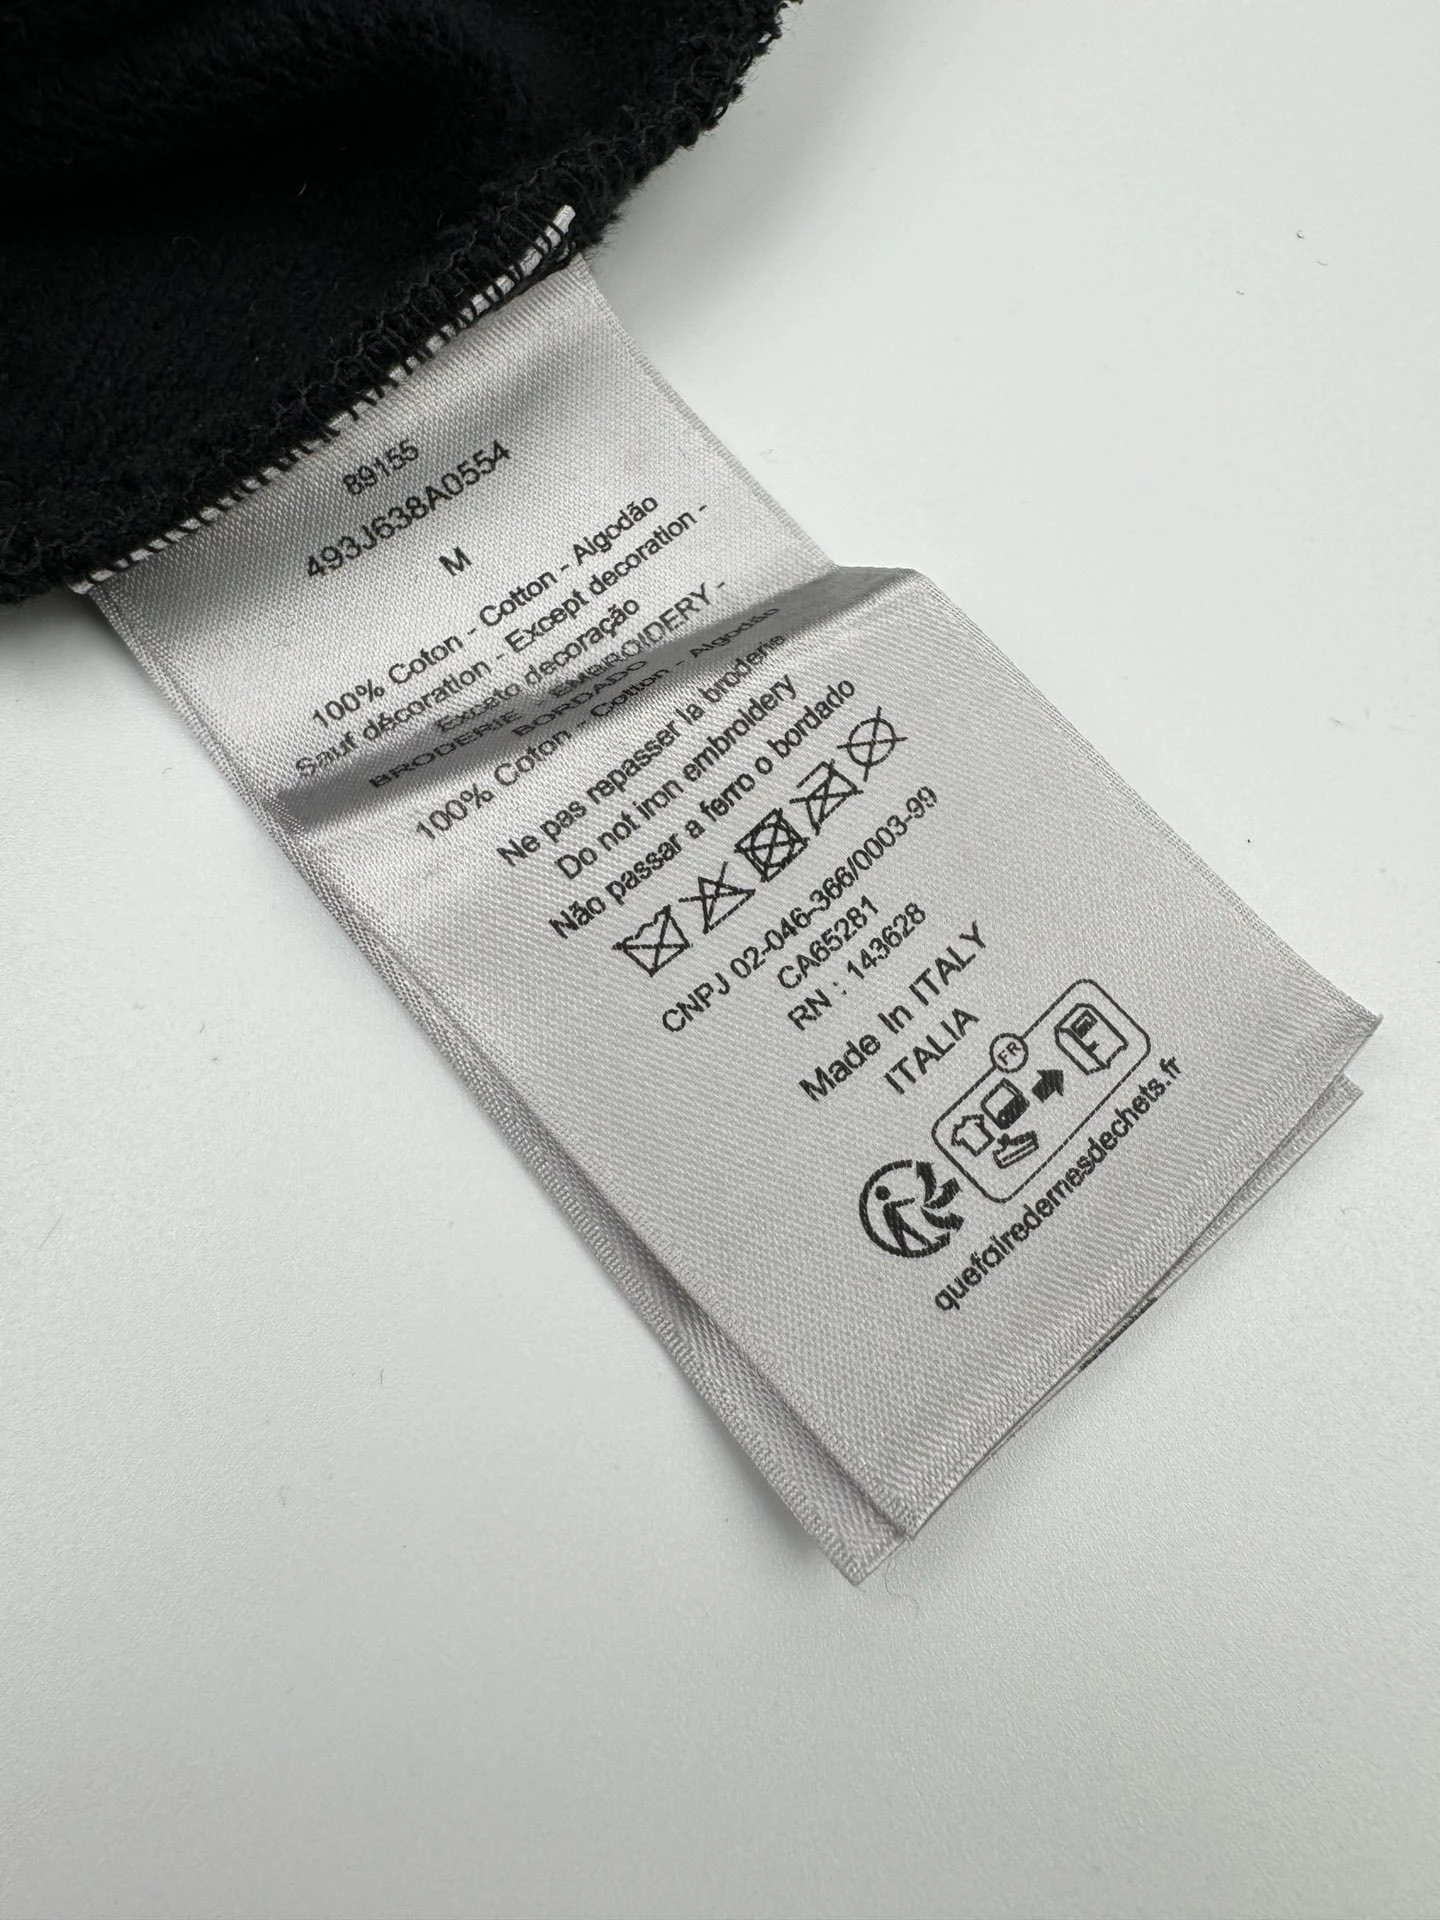 89155
493J638A0554
M
100% Coton - Cotton - Algodão
Sauf décoration - Except decoration -
Exceto decoração
BRODERIE - EMBROIDERY -
BORDADO
100% Coton - Cotton - Algodão
Ne pas repasser la broderie
Do not iron embroidery
Não passar a ferro o bordado
CNPJ 02-046-366/0003-99
CA65281
RN : 143628
Made In ITALY
ITALIA
FR
quefairedemesdechets.fr